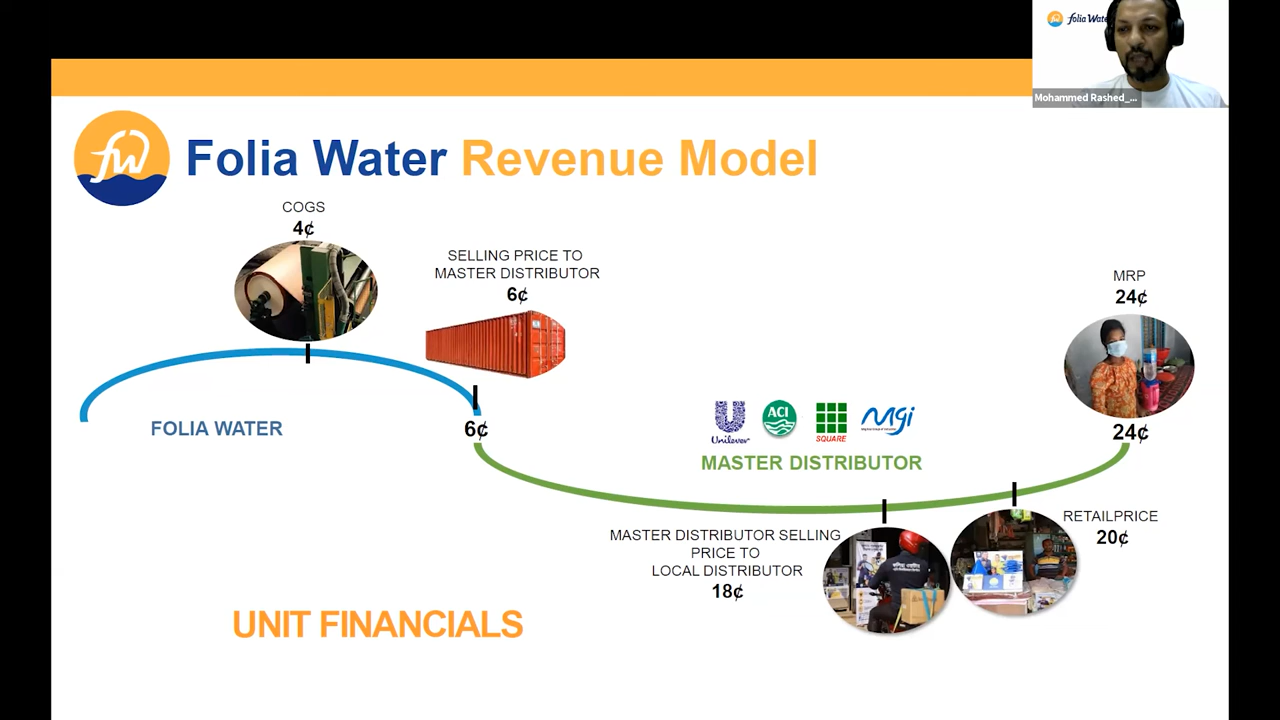 folia Wat
Mohammed Rashed_...
fw
Folia Water Revenue Model
COGS
4¢
SELLING PRICE TO
MASTER DISTRIBUTOR
6¢
MRP
24¢
FOLIA WATER
6¢
Unilever
ACI
SQUARE
mgi
MASTER DISTRIBUTOR
24¢
MASTER DISTRIBUTOR SELLING
PRICE TO
LOCAL DISTRIBUTOR
18¢
RETAILPRICE
20¢
UNIT FINANCIALS